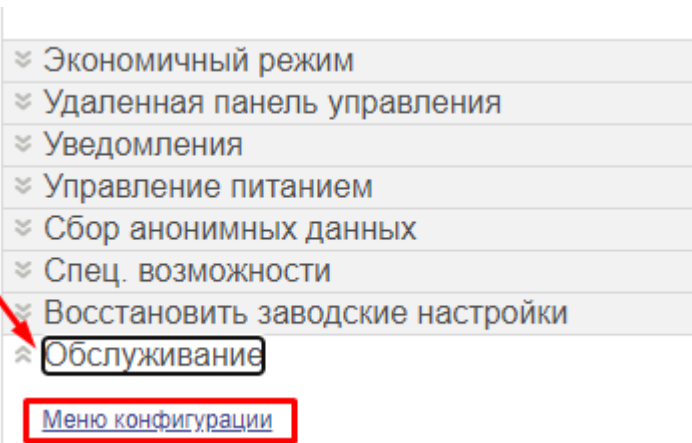 Экономичный режим
Удаленная панель управления
Уведомления
Управление питанием
Сбор анонимных данных
Спец. возможности
Восстановить заводские настройки
Обслуживание
Меню конфигурации